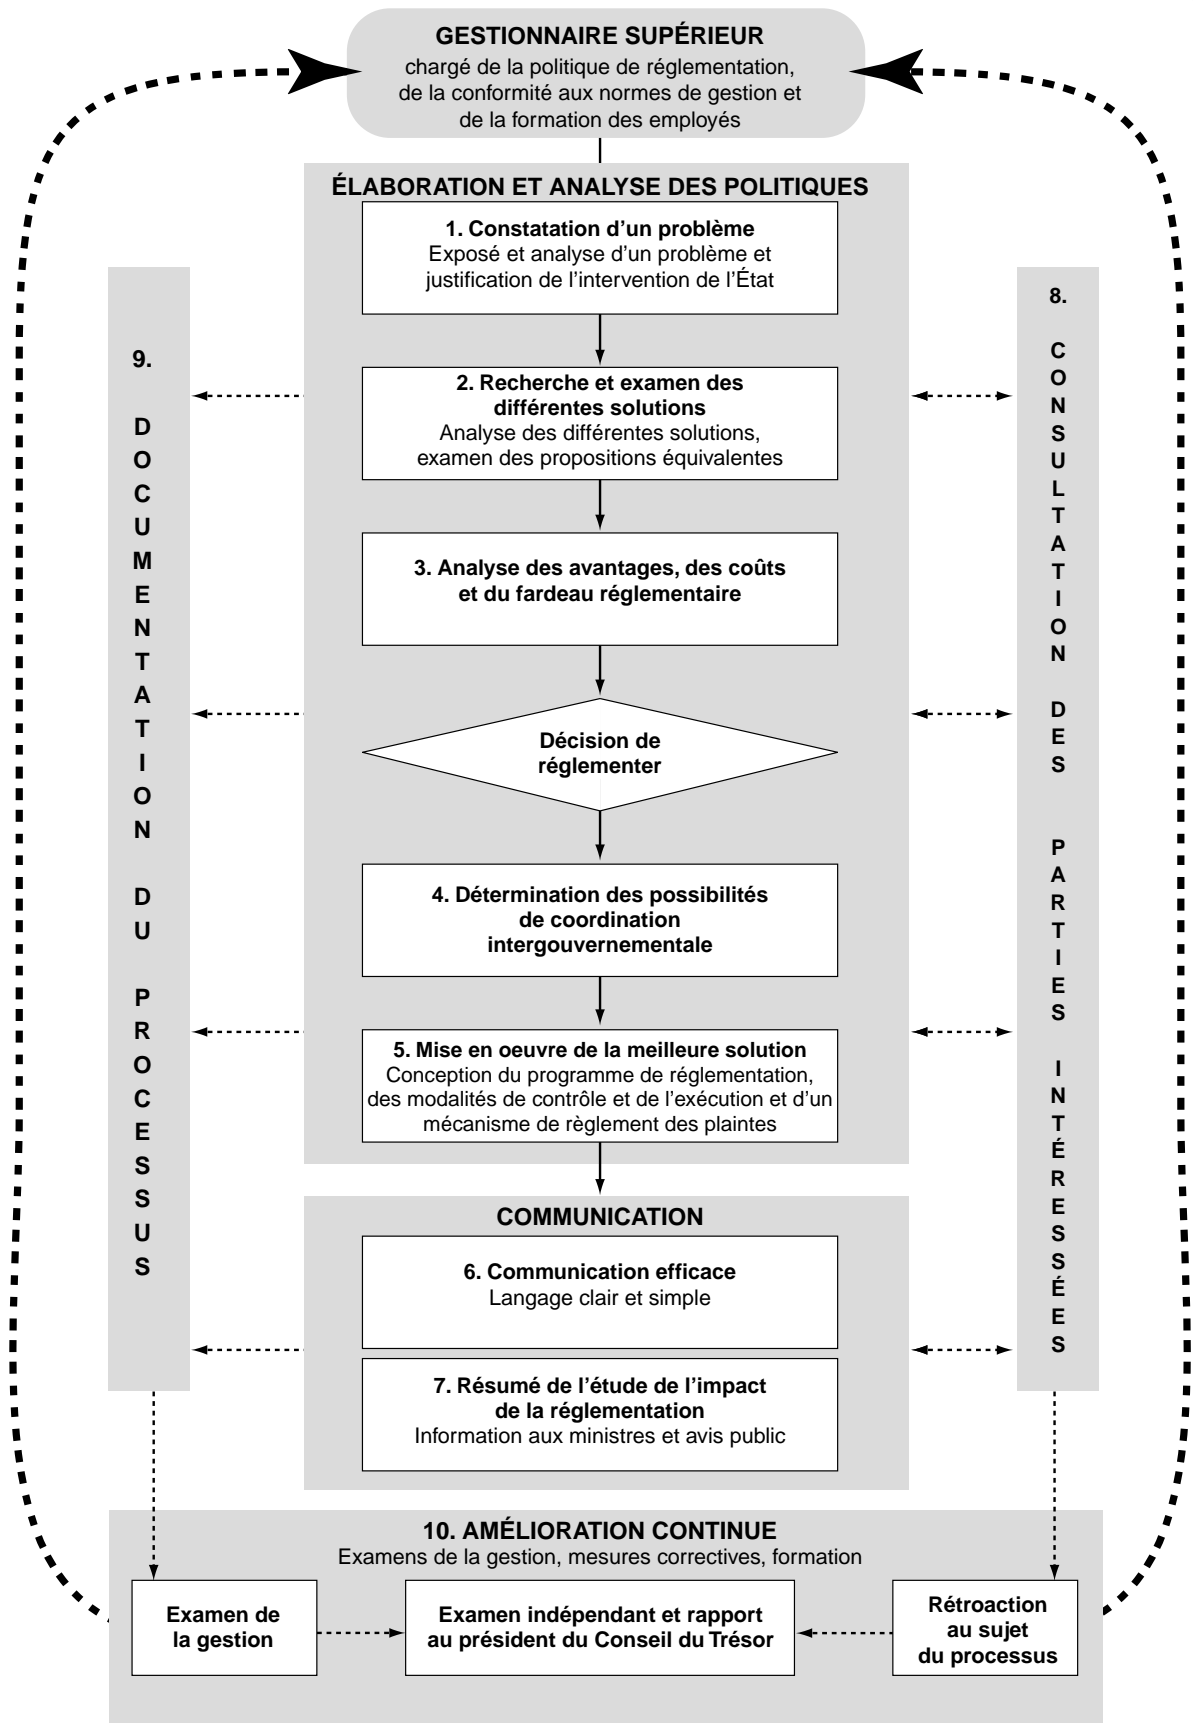 GESTIONNAIRE SUPÉRIEUR
chargé de la politique de réglementation,
de la conformité aux normes de gestion et
de la formation des employés
ÉLABORATION ET ANALYSE DES POLITIQUES
1. Constatation d’un problème
Exposé et analyse d’un problème et
justification de l’intervention de l’État
2. Recherche et examen des
différentes solutions
Analyse des différentes solutions,
examen des propositions équivalentes
3. Analyse des avantages, des coûts
et du fardeau réglementaire
Décision de
réglementer
4. Détermination des possibilités
de coordination
intergouvernementale
5. Mise en oeuvre de la meilleure solution
Conception du programme de réglementation,
des modalités de contrôle et de l’exécution et d’un
mécanisme de règlement des plaintes
COMMUNICATION
6. Communication efficace
Langage clair et simple
7. Résumé de l’étude de l’impact
de la réglementation
Information aux ministres et avis public
8. CONSULTATION DES PARTIES INTÉRESSÉES
9. DOCUMENTATION DU PROCESSUS
10. AMÉLIORATION CONTINUE
Examens de la gestion, mesures correctives, formation
Examen de
la gestion
Examen indépendant et rapport
au président du Conseil du Trésor
Rétroaction
au sujet
du processus